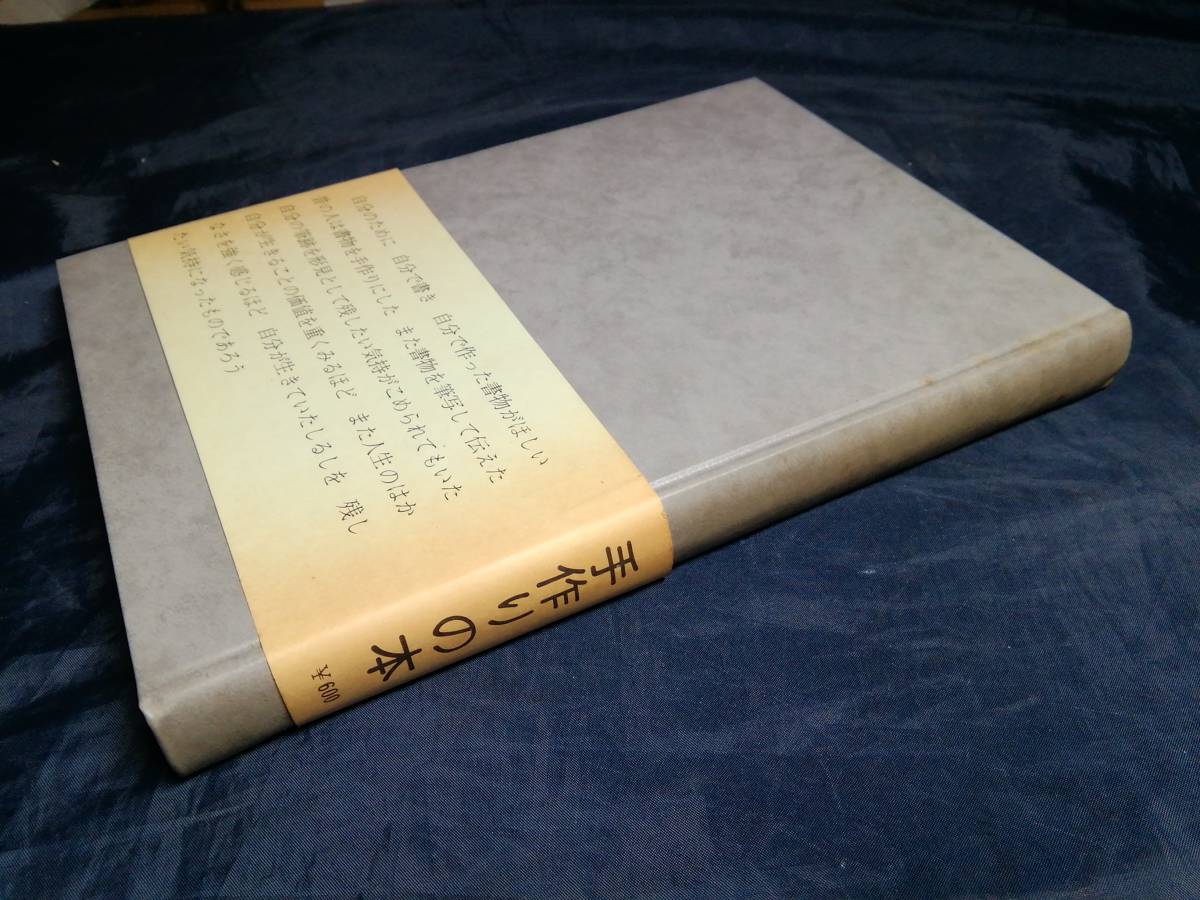 自分のために 自分で書き 自分で作った書物がほしい
昔の人は書物を手作りにした また書物を筆写して伝えた
自分の筆跡を形見として残したい気持がこめられてもいた
自分が生きることの価値を重くみるほど また人生のはか
なさを強く感じるほど 自分が生きていたしるしを 残し
たい気持になったものであろう
手作りの本
¥600